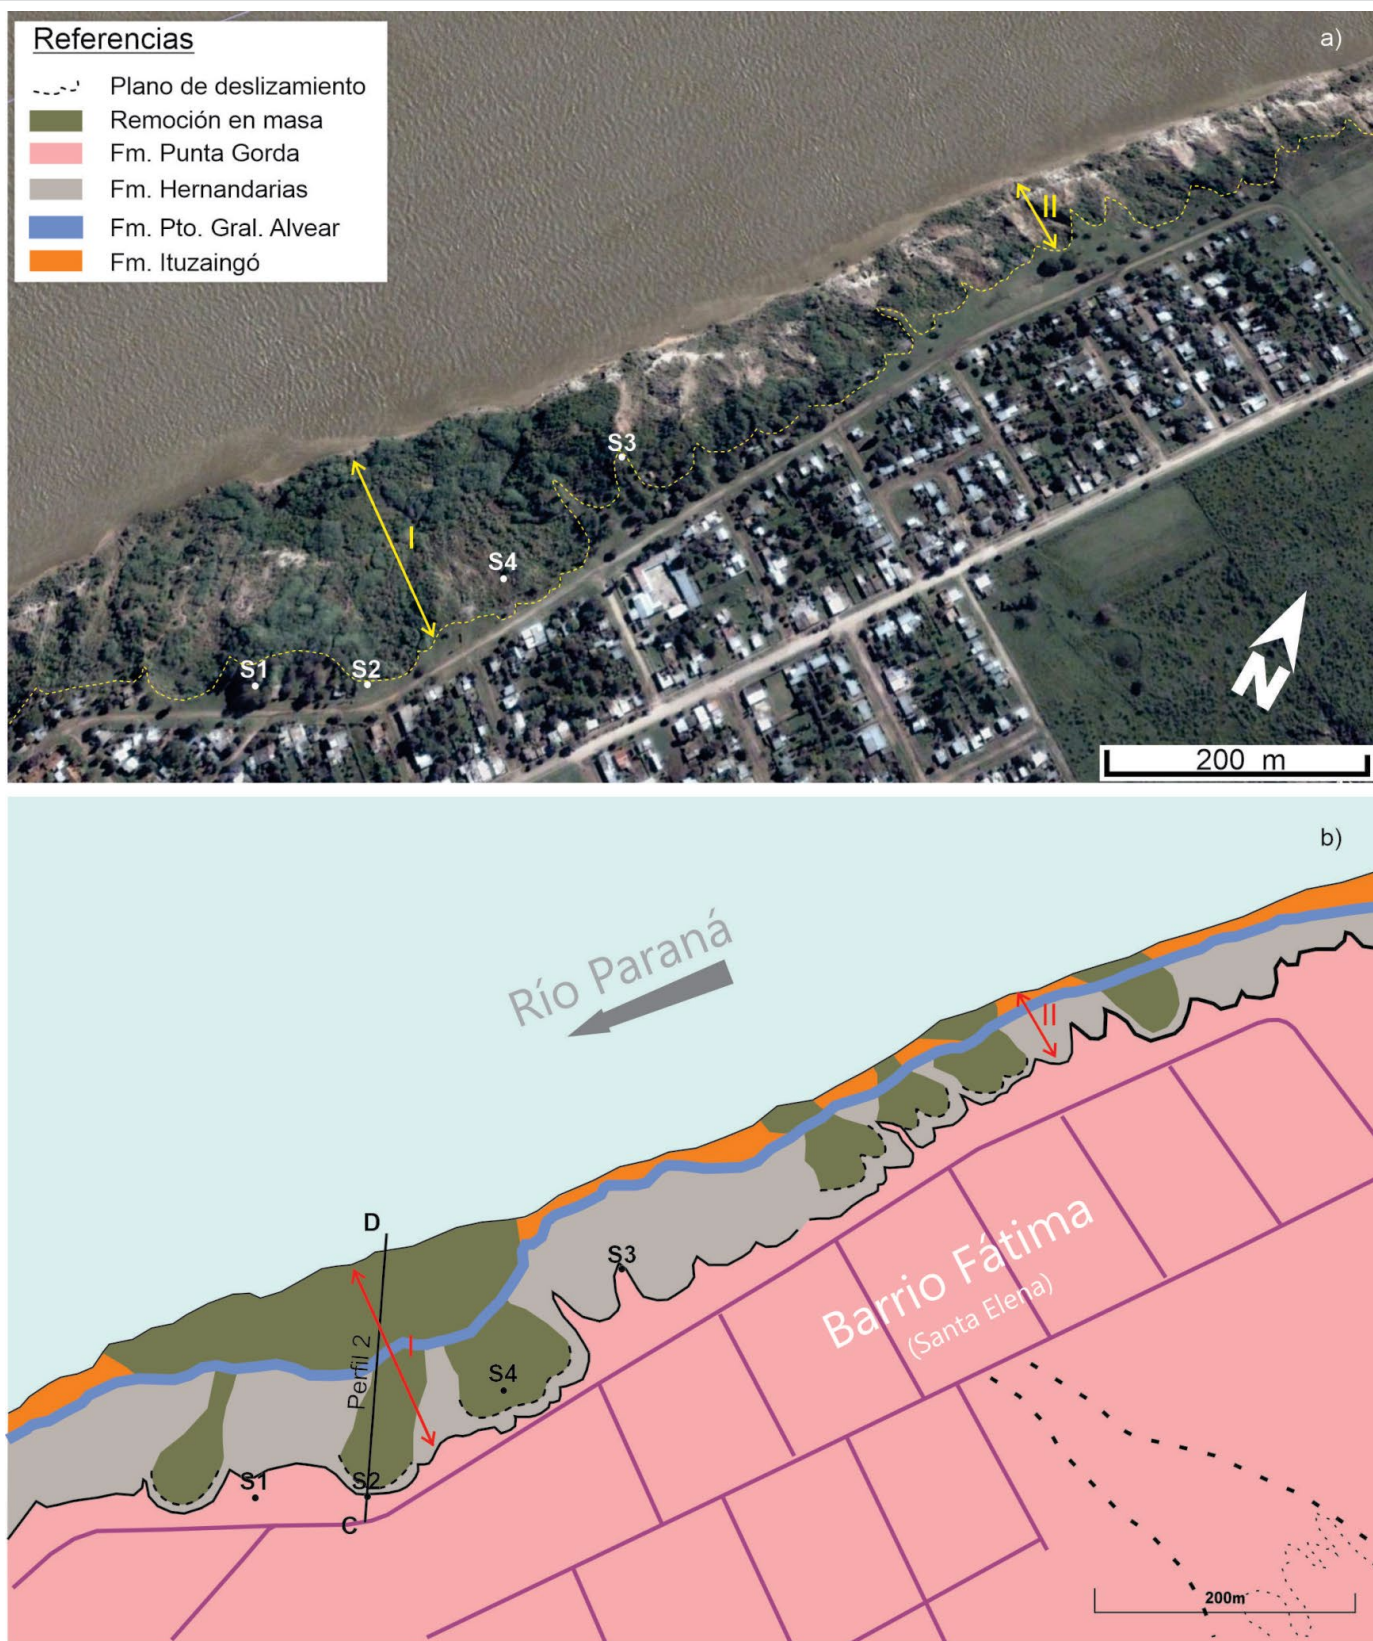 Referencias
Plano de deslizamiento
Remoción en masa
Fm. Punta Gorda
Fm. Hernandarias
Fm. Pto. Gral. Alvear
Fm. Ituzaingó
a)
II
S3
I
S4
S1
S2
N
200 m
b)
Río Paraná
II
D
S3
Barrio Fátima
(Santa Elena)
Perfil 2
I
S4
S1
S2
C
200m